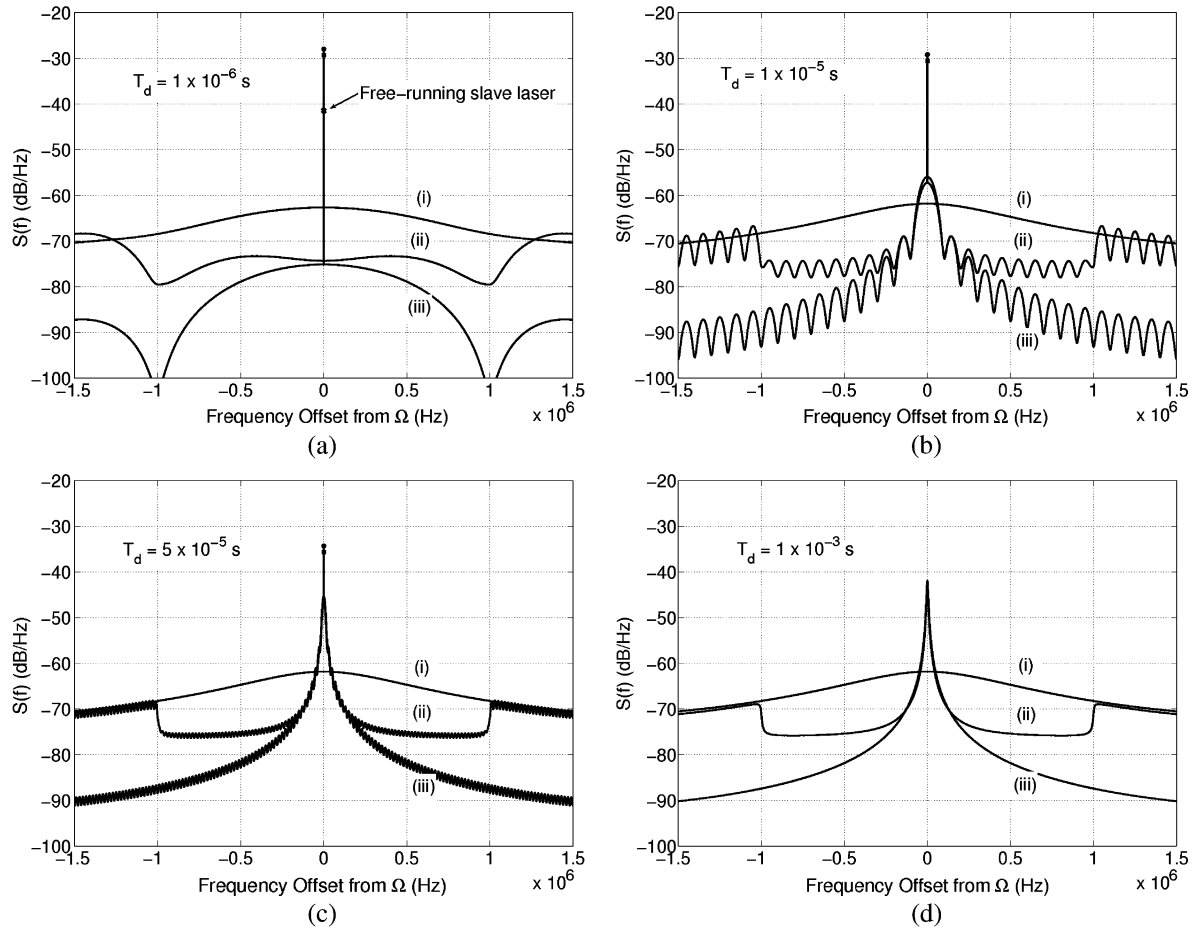 −20
−30
−40
−50
−60
−70
−80
−90
−100
S(f) (dB/Hz)
T_d = 1 x 10^−6 s
Free−running slave laser
(i)
(ii)
(iii)
−1.5 −1 −0.5 0 0.5 1 1.5
Frequency Offset from Ω (Hz)
x 10^6
(a)
−20
−30
−40
−50
−60
−70
−80
−90
−100
S(f) (dB/Hz)
T_d = 1 x 10^−5 s
(i)
(ii)
(iii)
−1.5 −1 −0.5 0 0.5 1 1.5
Frequency Offset from Ω (Hz)
x 10^6
(b)
−20
−30
−40
−50
−60
−70
−80
−90
−100
S(f) (dB/Hz)
T_d = 5 x 10^−5 s
(i)
(ii)
(iii)
−1.5 −1 −0.5 0 0.5 1 1.5
Frequency Offset from Ω (Hz)
x 10^6
(c)
−20
−30
−40
−50
−60
−70
−80
−90
−100
S(f) (dB/Hz)
T_d = 1 x 10^−3 s
(i)
(ii)
(iii)
−1.5 −1 −0.5 0 0.5 1 1.5
Frequency Offset from Ω (Hz)
x 10^6
(d)